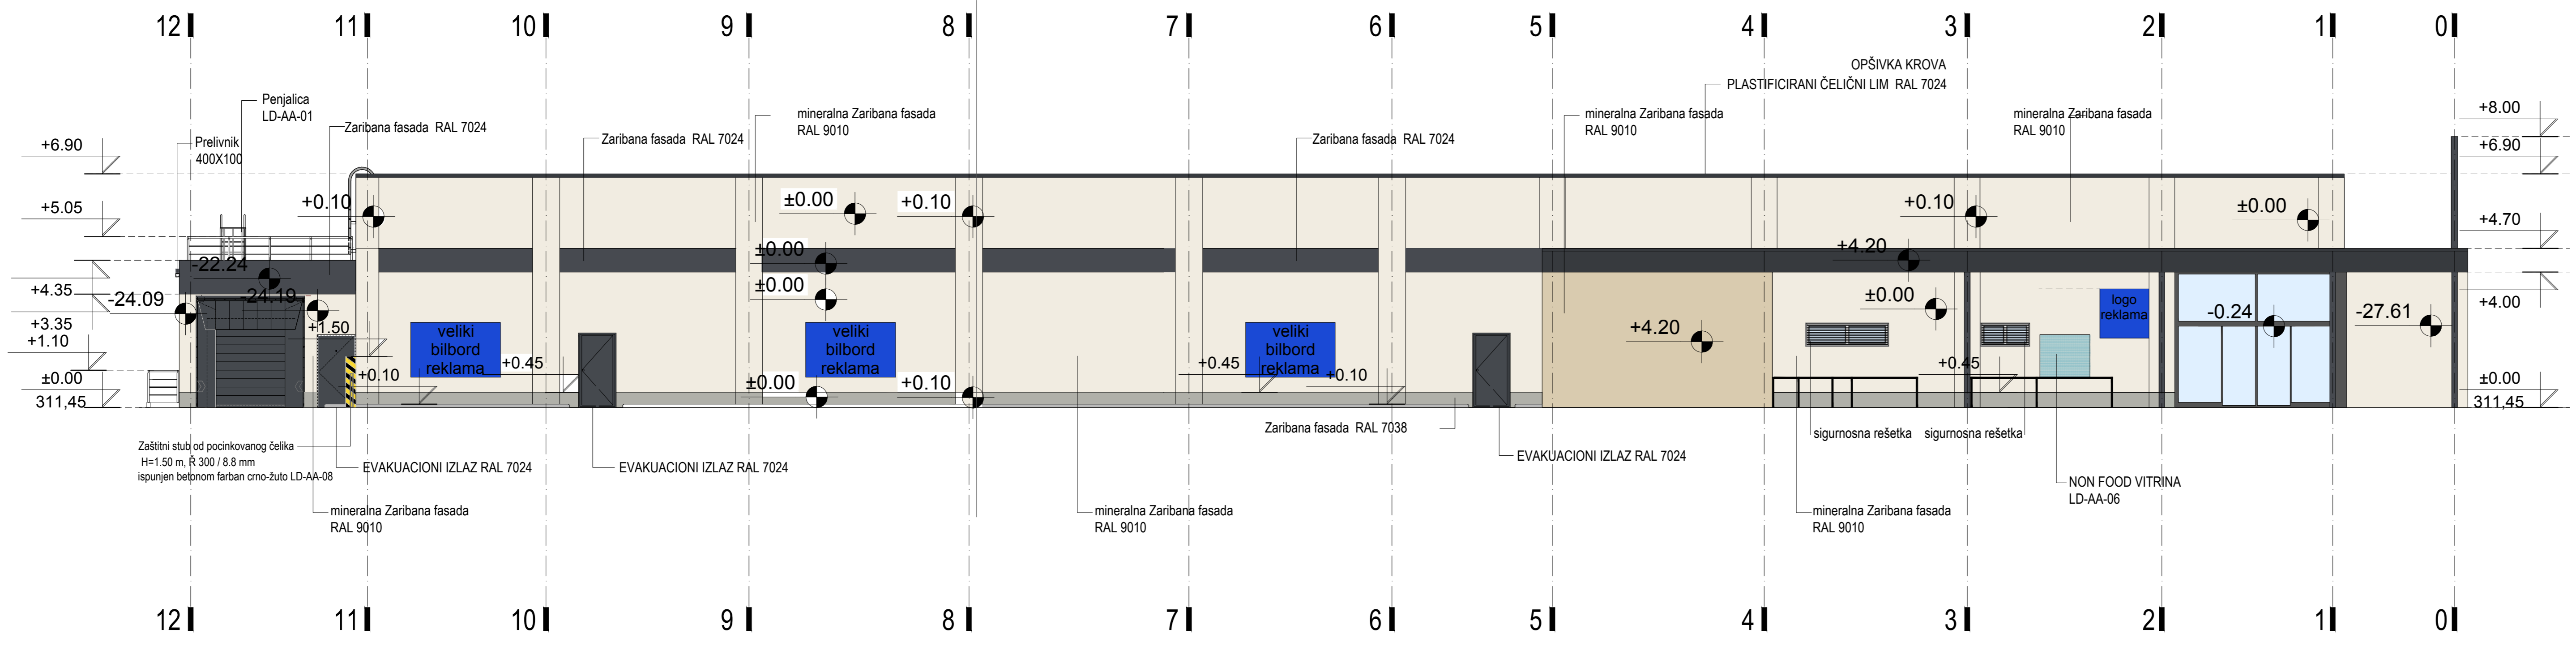 12 11 10 9 8 7 6 5 4 3 2 1 0
OPŠIVKA KROVA
PLASTIFICIRANI ČELIČNI LIM RAL 7024
Penjalica
LD-AA-01
Zaribana fasada RAL 7024
Prelivnik
400X100
Zaribana fasada RAL 7024
mineralna Zaribana fasada
RAL 9010
Zaribana fasada RAL 7024
mineralna Zaribana fasada
RAL 9010
mineralna Zaribana fasada
RAL 9010
+8.00
+6.90
+6.90
+5.05
+0.10
±0.00
+0.10
+0.10
±0.00
+4.70
±0.00
+4.20
-22.24
+4.35
-24.09
-24.19
±0.00
±0.00
+4.00
logo
reklama
-0.24
-27.61
+3.35
+1.50
+4.20
+1.10
veliki
bilbord
reklama
veliki
bilbord
reklama
veliki
bilbord
reklama
+0.45
+0.45
+0.45
±0.00
311,45
+0.10
±0.00
+0.10
+0.10
±0.00
311,45
Zaribana fasada RAL 7038
sigurnosna rešetka
sigurnosna rešetka
Zaštitni stub od pocinkovanog čelika
H=1.50 m, Ř 300 / 8.8 mm
ispunjen betonom farban crno-žuto LD-AA-08
EVAKUACIONI IZLAZ RAL 7024
EVAKUACIONI IZLAZ RAL 7024
EVAKUACIONI IZLAZ RAL 7024
NON FOOD VITRINA
LD-AA-06
mineralna Zaribana fasada
RAL 9010
mineralna Zaribana fasada
RAL 9010
mineralna Zaribana fasada
RAL 9010
12 11 10 9 8 7 6 5 4 3 2 1 0